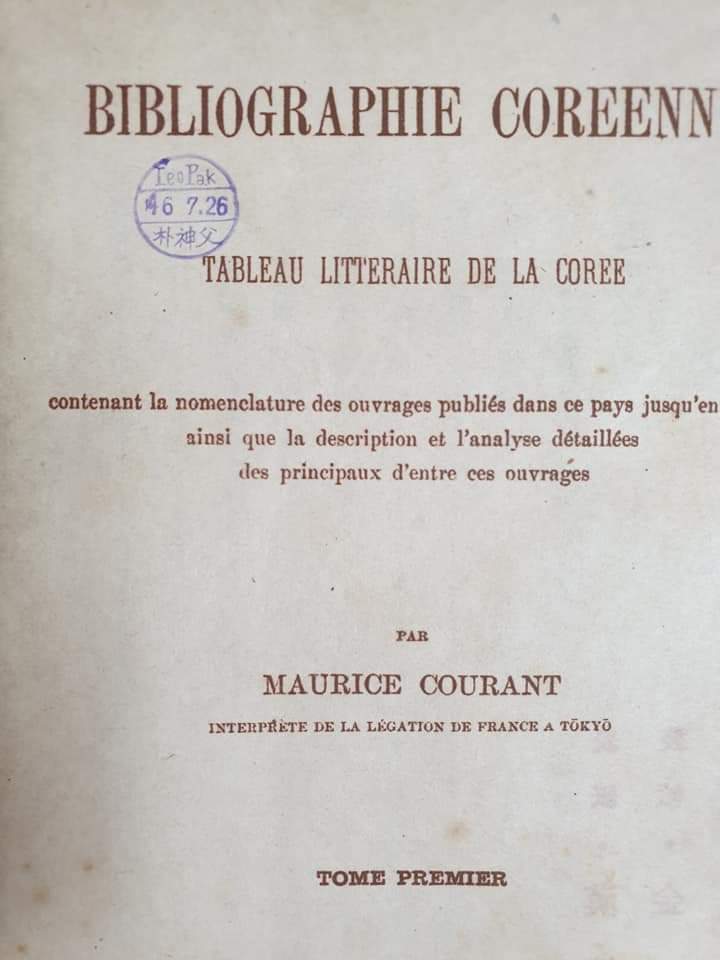 BIBLIOGRAPHIE COREENN
Leo Pak
46 7.26
朴神父
TABLEAU LITTERAIRE DE LA COREE
contenant la nomenclature des ouvrages publiés dans ce pays jusqu'en
ainsi que la description et l'analyse détaillées
des principaux d'entre ces ouvrages
PAR
MAURICE COURANT
INTERPRÈTE DE LA LÉGATION DE FRANCE A TŌKYŌ
TOME PREMIER